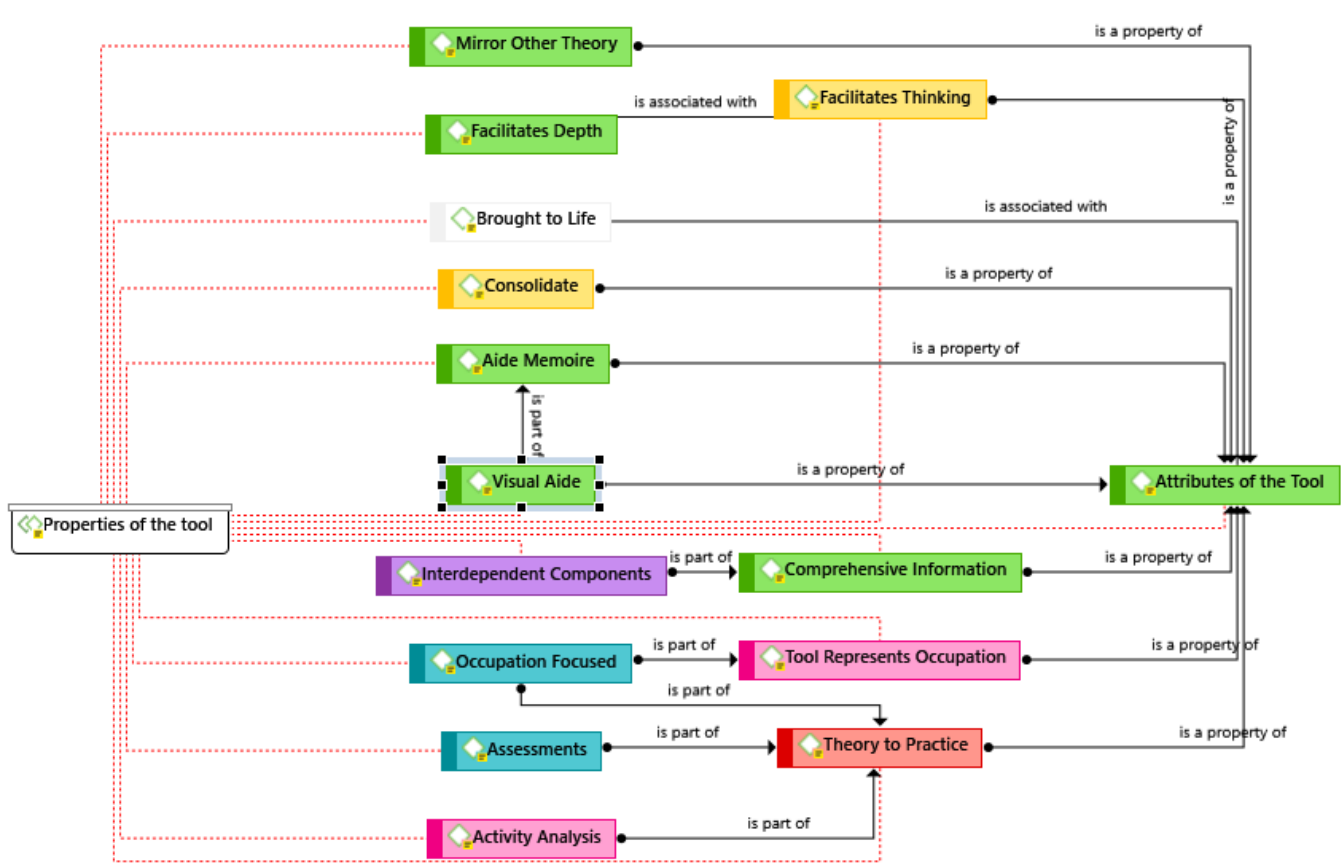 Mirror Other Theory
is a property of
Facilitates Thinking
is associated with
Facilitates Depth
is a property of
Brought to Life
is associated with
Consolidate
is a property of
Aide Memoire
is a property of
is part of
Visual Aide
is a property of
Attributes of the Tool
Properties of the tool
Interdependent Components
is part of
Comprehensive Information
is a property of
Occupation Focused
is part of
Tool Represents Occupation
is a property of
is part of
Assessments
is part of
Theory to Practice
is a property of
Activity Analysis
is part of